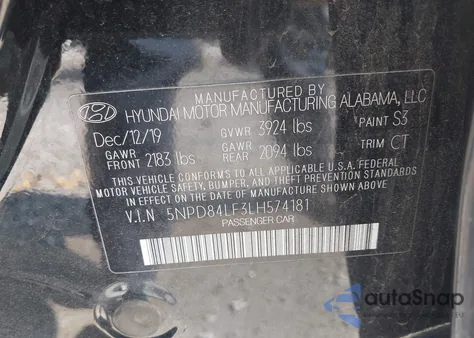 MANUFACTURED BY
HYUNDAI MOTOR MANUFACTURING ALABAMA, LLC
Dec/12/19 GVWR 3924 lbs PAINT S3
GAWR FRONT 2183 lbs GAWR REAR 2094 lbs TRIM CT
THIS VEHICLE CONFORMS TO ALL APPLICABLE U.S.A. FEDERAL
MOTOR VEHICLE SAFETY, BUMPER, AND THEFT PREVENTION STANDARDS
IN EFFECT ON THE DATE OF MANUFACTURE SHOWN ABOVE.
V.I.N 5NPD84LF3LH574181
PASSENGER CAR
autoSnap